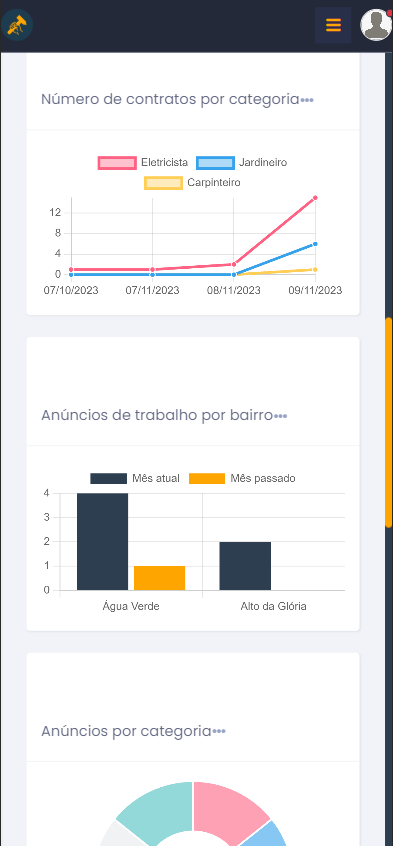 Número de contratos por categoria•••
Eletricista Jardineiro
Carpinteiro
12
8
4
0
07/10/2023 07/11/2023 08/11/2023 09/11/2023
Anúncios de trabalho por bairro•••
Mês atual Mês passado
4
3
2
1
0
Água Verde Alto da Glória
Anúncios por categoria•••